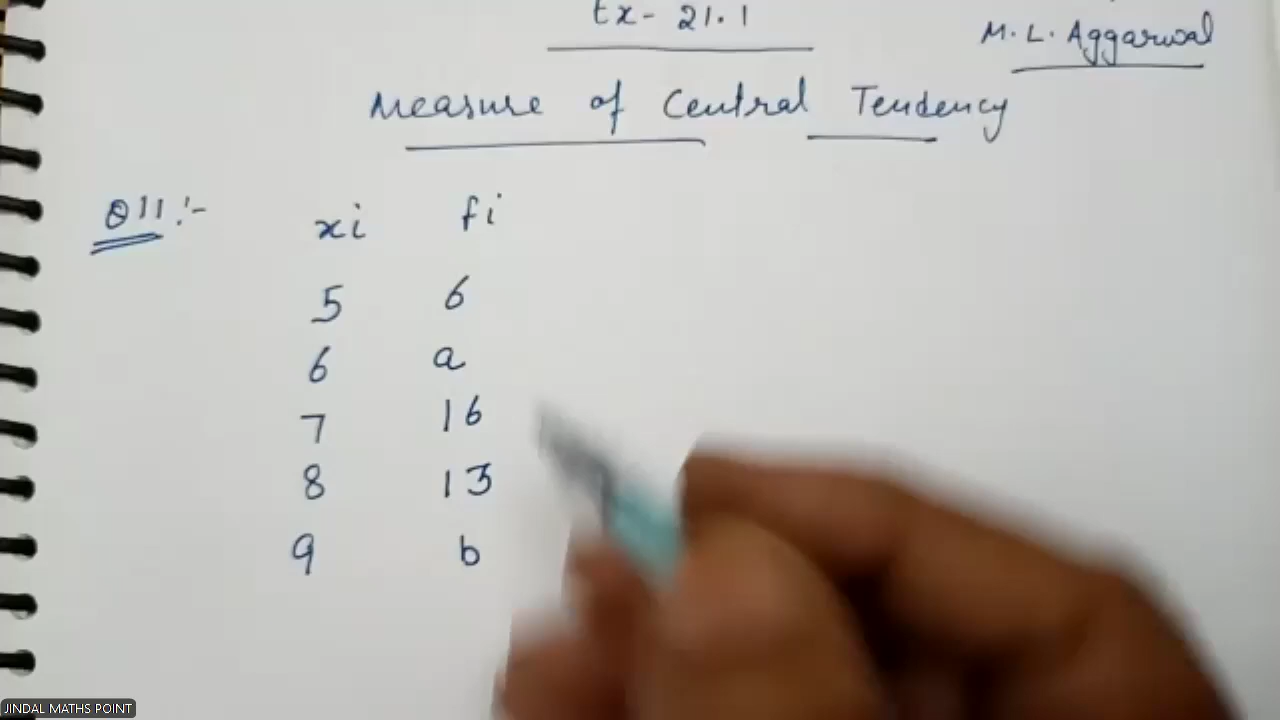 Ex- 21.1
M. L. Aggarwal
Measure of Central Tendency
Q11:- xi fi
5 6
6 a
7 16
8 13
9 b
JINDAL MATHS POINT